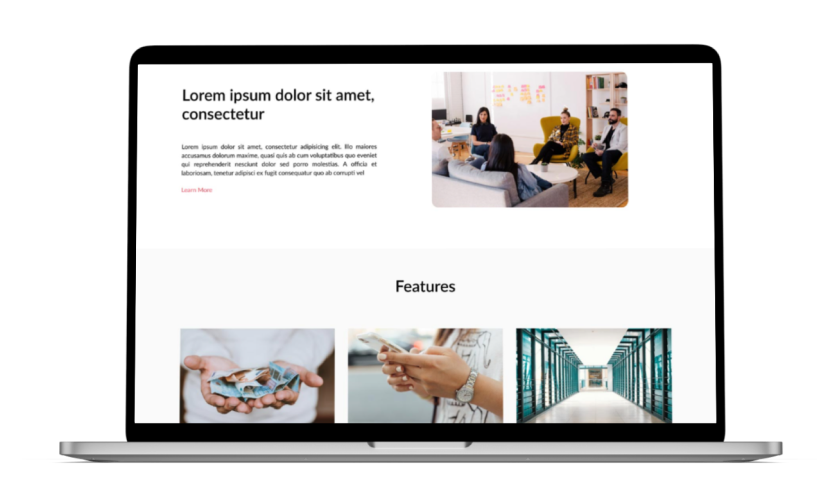 Lorem ipsum dolor sit amet,
consectetur
Lorem ipsum dolor sit amet, consectetur adipisicing elit. Illo maiores
accusamus dolorum maxime, quasi quis ab cum voluptatibus quo eveniet
qui reprehenderit nesciunt dolor sed porro molestias. A officia et
laboriosam, tenetur adipisci ex fugit consequatur quo ab corrupti vel
Learn More
Features